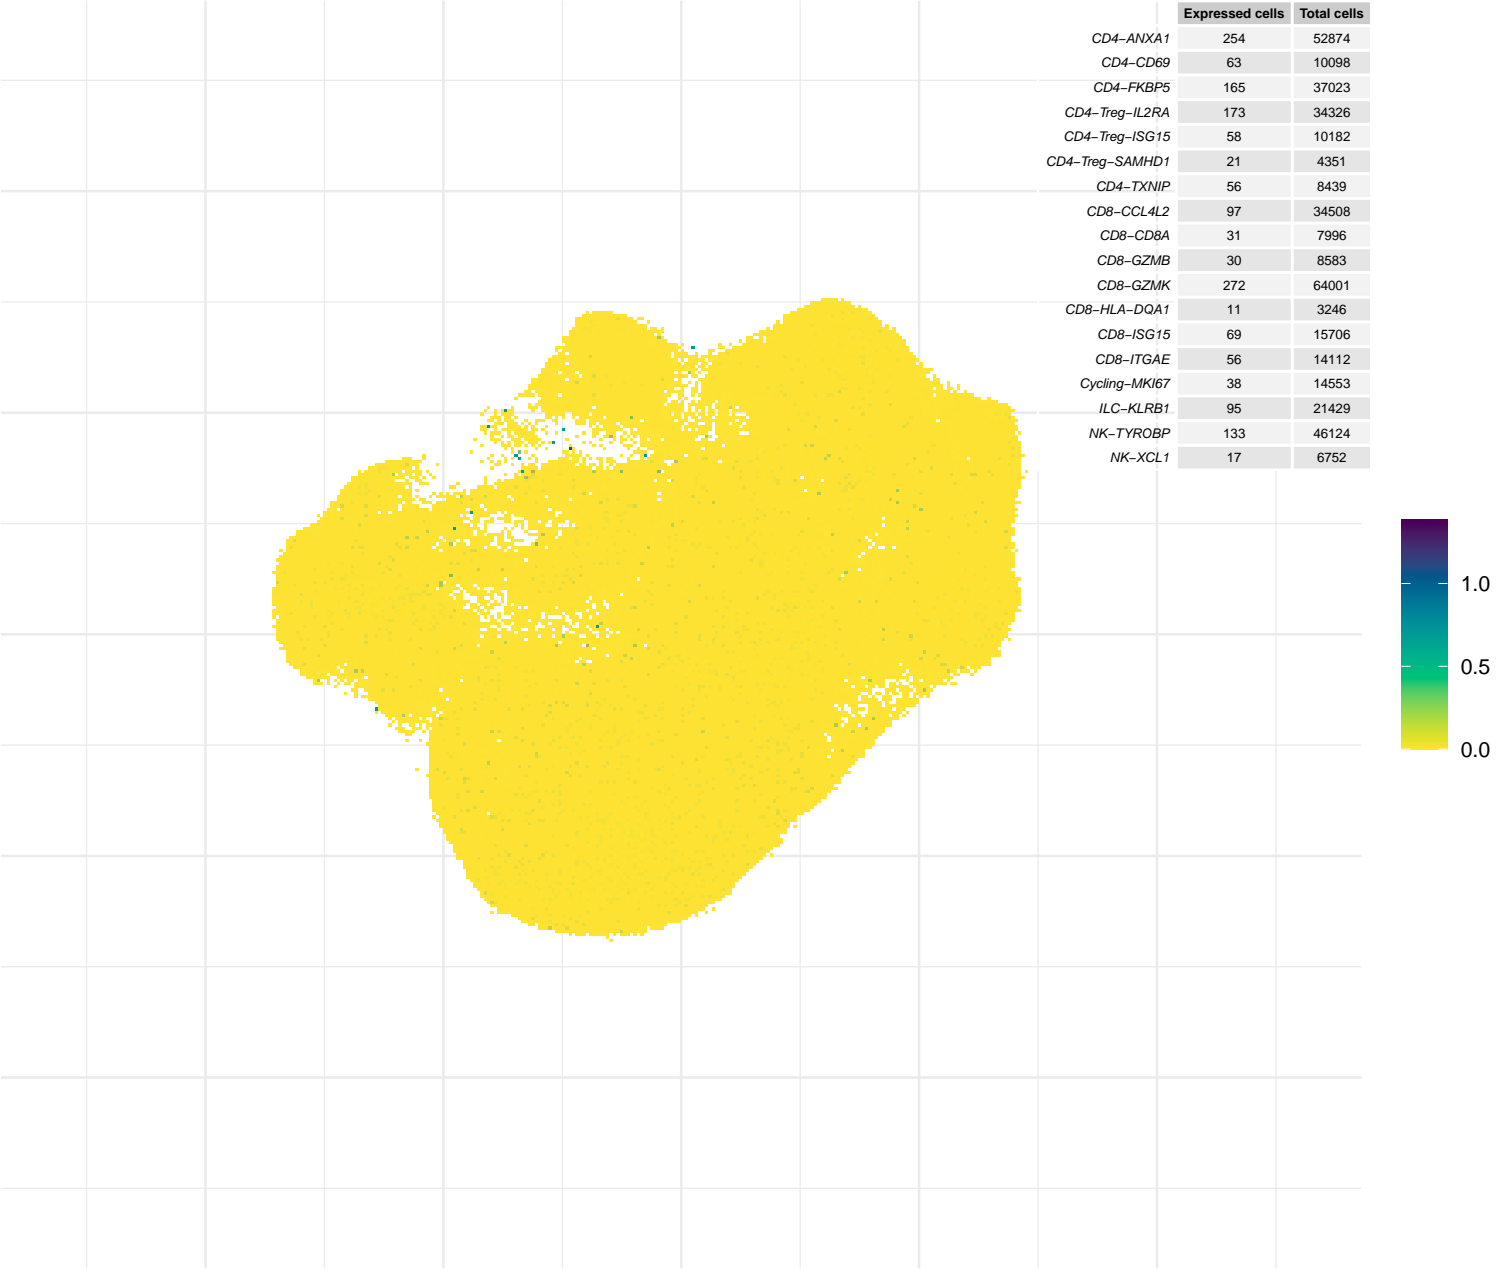 Expressed cells Total cells
CD4−ANXA1 254 52874
CD4−CD69 63 10098
CD4−FKBP5 165 37023
CD4−Treg−IL2RA 173 34326
CD4−Treg−ISG15 58 10182
CD4−Treg−SAMHD1 21 4351
CD4−TXNIP 56 8439
CD8−CCL4L2 97 34508
CD8−CD8A 31 7996
CD8−GZMB 30 8583
CD8−GZMK 272 64001
CD8−HLA−DQA1 11 3246
CD8−ISG15 69 15706
CD8−ITGAE 56 14112
Cycling−MKI67 38 14553
ILC−KLRB1 95 21429
NK−TYROBP 133 46124
NK−XCL1 17 6752
1.0
0.5
0.0